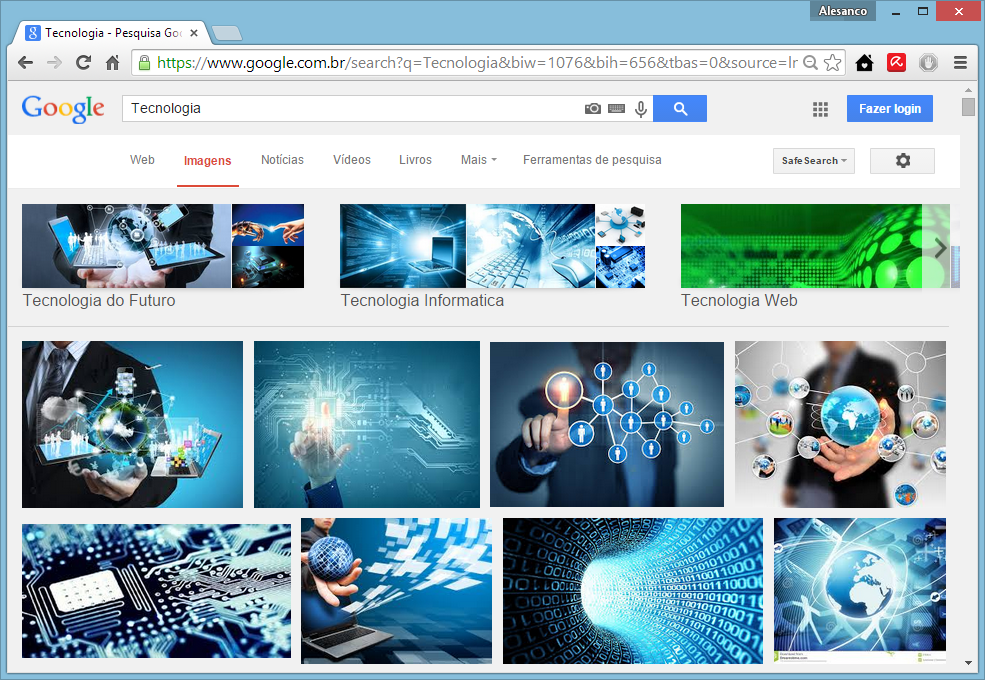 Alesanco
Tecnologia - Pesquisa Goo
https://www.google.com.br/search?q=Tecnologia&biw=1076&bih=656&tbas=0&source=lr
Google
Tecnologia
Fazer login
Web
Imagens
Notícias
Vídeos
Livros
Mais
Ferramentas de pesquisa
SafeSearch
Tecnologia do Futuro
Tecnologia Informatica
Tecnologia Web